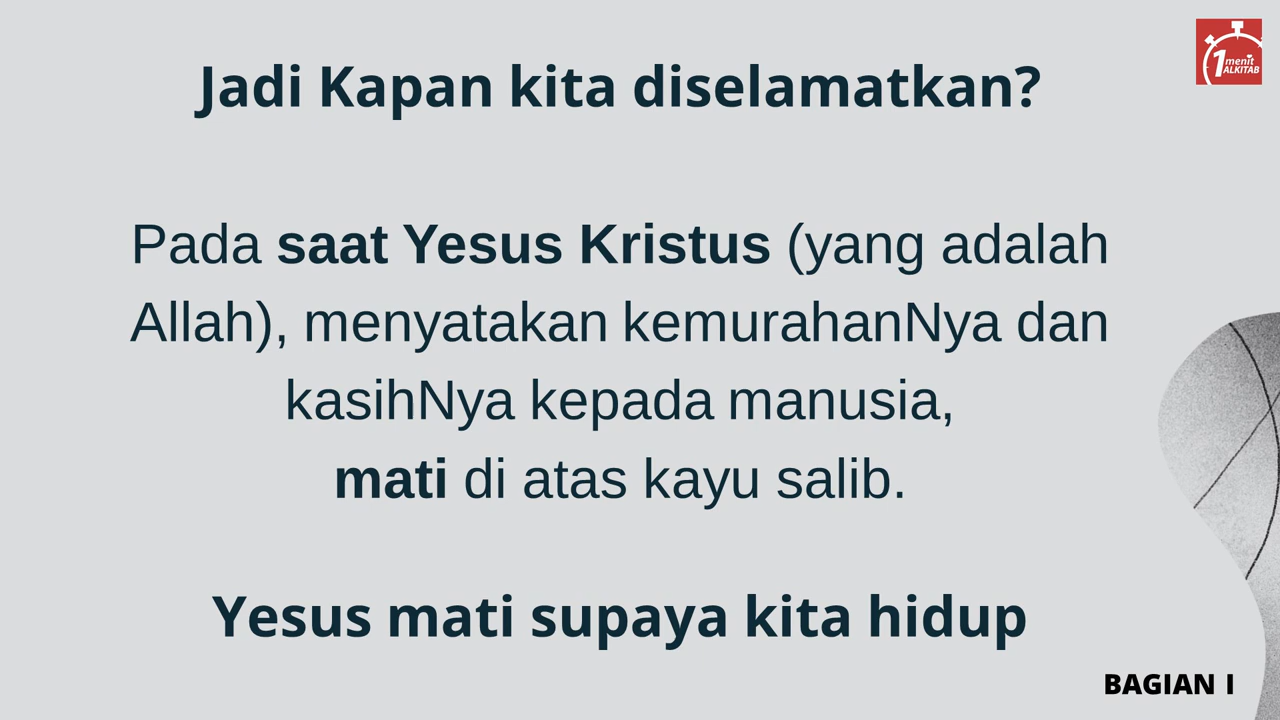 1 menit
ALKITAB
Jadi Kapan kita diselamatkan?
Pada saat Yesus Kristus (yang adalah
Allah), menyatakan kemurahanNya dan
kasihNya kepada manusia,
mati di atas kayu salib.
Yesus mati supaya kita hidup
BAGIAN I